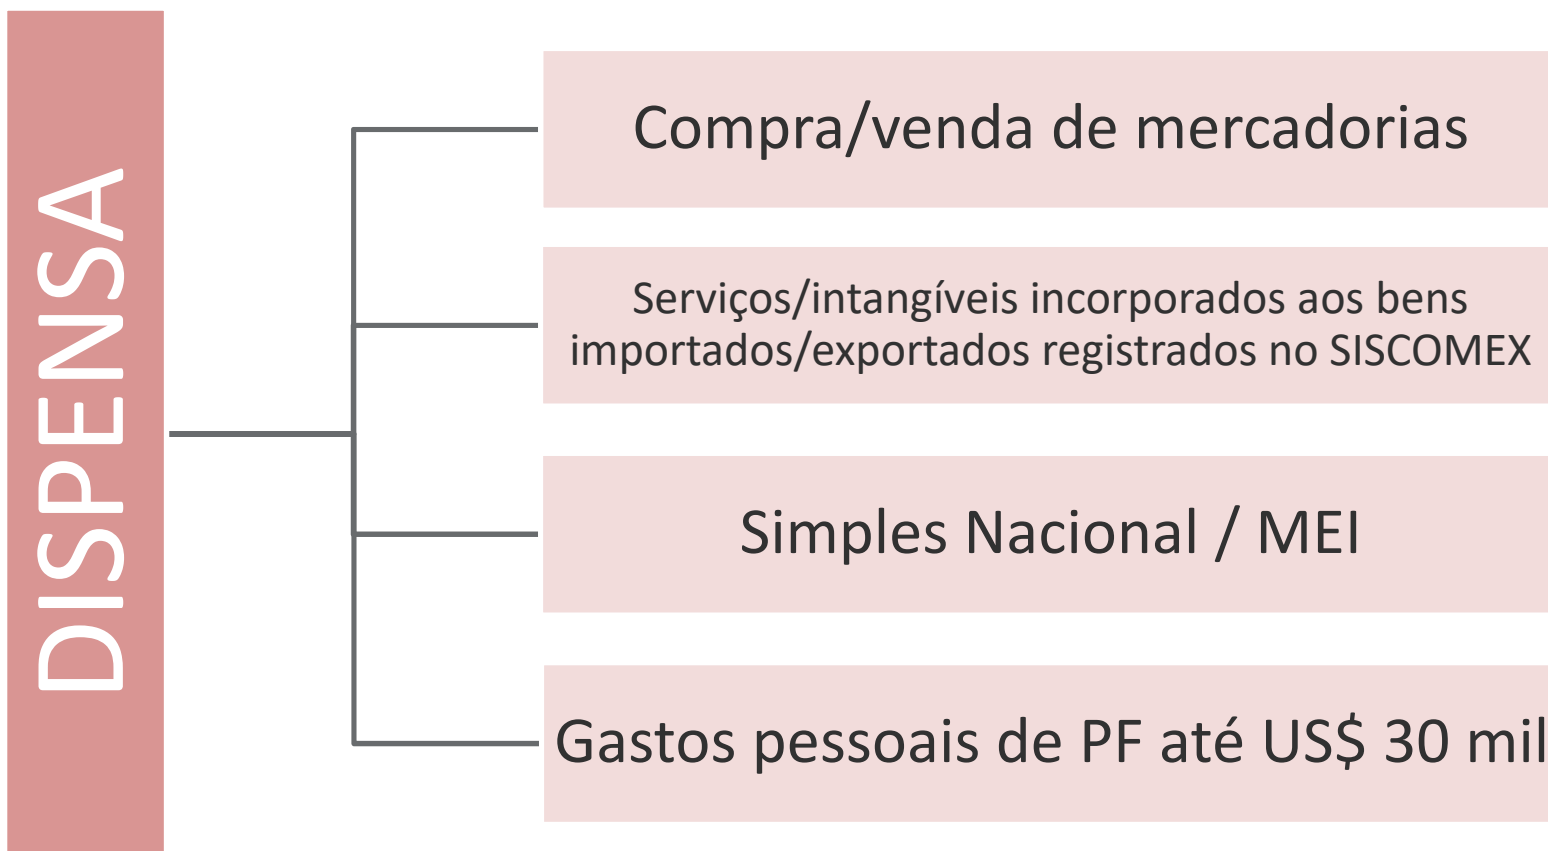 DISPENSA
Compra/venda de mercadorias
Serviços/intangíveis incorporados aos bens
importados/exportados registrados no SISCOMEX
Simples Nacional / MEI
Gastos pessoais de PF até US$ 30 mil